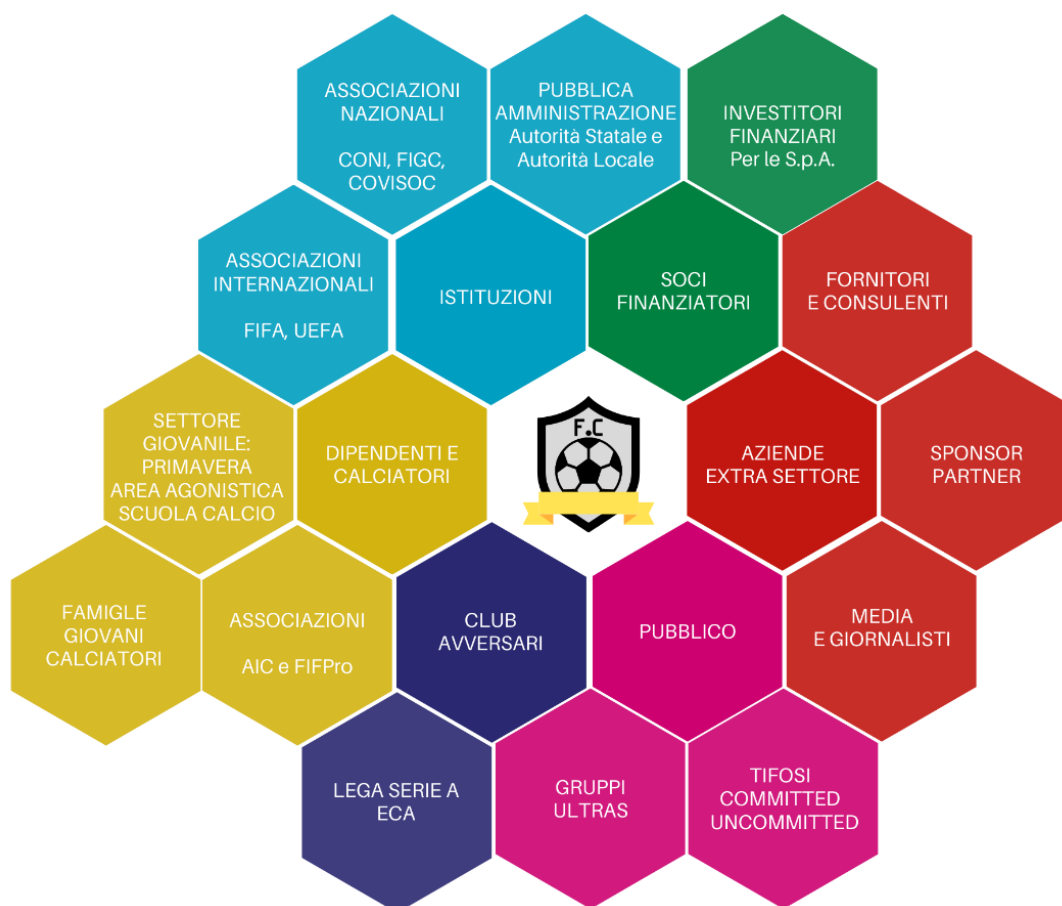 ASSOCIAZIONI
NAZIONALI
CONI, FIGC,
COVISOC
PUBBLICA
AMMINISTRAZIONE
Autorità Statale e
Autorità Locale
INVESTITORI
FINANZIARI
Per le S.p.A.
ASSOCIAZIONI
INTERNAZIONALI
FIFA, UEFA
ISTITUZIONI
SOCI
FINANZIATORI
FORNITORI
E CONSULENTI
SETTORE
GIOVANILE:
PRIMAVERA
AREA AGONISTICA
SCUOLA CALCIO
DIPENDENTI E
CALCIATORI
F.C
AZIENDE
EXTRA SETTORE
SPONSOR
PARTNER
FAMIGLE
GIOVANI
CALCIATORI
ASSOCIAZIONI
AIC e FIFPro
CLUB
AVVERSARI
PUBBLICO
MEDIA
E GIORNALISTI
LEGA SERIE A
ECA
GRUPPI
ULTRAS
TIFOSI
COMMITTED
UNCOMMITTED